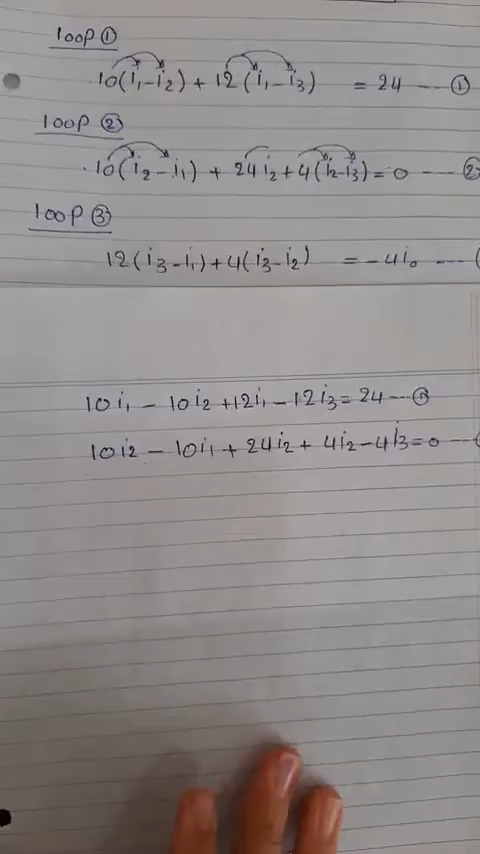 loop ①
10(i₁-i₂) + 12(i₁-i₃) = 24 --- ①
loop ②
10(i₂-i₁) + 24i₂+4(i₂-i₃)=0 --- ②
loop ③
12(i₃-i₁)+4(i₃-i₂) = -4i₀ ---
10i₁ - 10i₂ +12i₁ -12i₃=24 --- ①
10i₂ - 10i₁ + 24i₂ + 4i₂-4i₃=0 ---